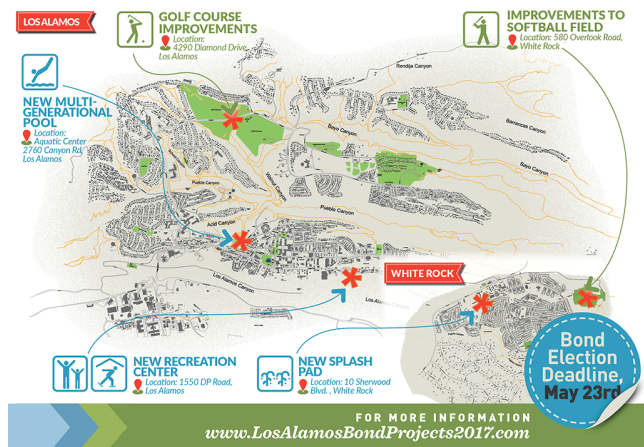 LOS ALAMOS
GOLF COURSE
IMPROVEMENTS
Location:
4290 Diamond Drive,
Los Alamos
IMPROVEMENTS TO
SOFTBALL FIELD
Location: 580 Overlook Road,
White Rock
NEW MULTI-
GENERATIONAL
POOL
Location:
Aquatic Center
2760 Canyon Rd,
Los Alamos
Rendija Canyon
Barrancas Canyon
Bayo Canyon
Bayo Canyon
Walnut Canyon
Pueblo Canyon
Pueblo Canyon
Acid Canyon
Los Alamos Canyon
WHITE ROCK
NEW RECREATION
CENTER
Location: 1550 DP Road,
Los Alamos
NEW SPLASH
PAD
Location: 10 Sherwood
Blvd. , White Rock
Bond
Election
Deadline,
May 23rd
FOR MORE INFORMATION
www.LosAlamosBondProjects2017.com